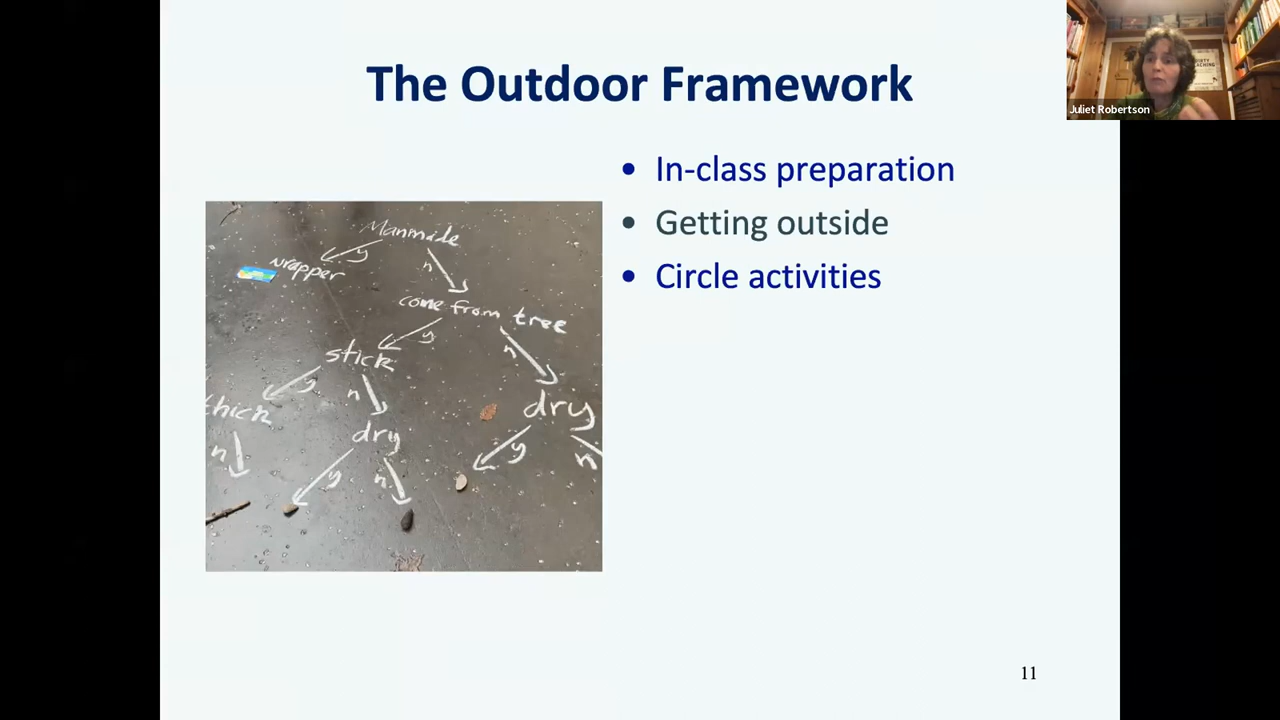 The Outdoor Framework
• In-class preparation
• Getting outside
• Circle activities
Manmade
y
n
wrapper
come from tree
y
n
stick
y
n
thick
n
dry
y
n
dry
y
n
Juliet Robertson
11